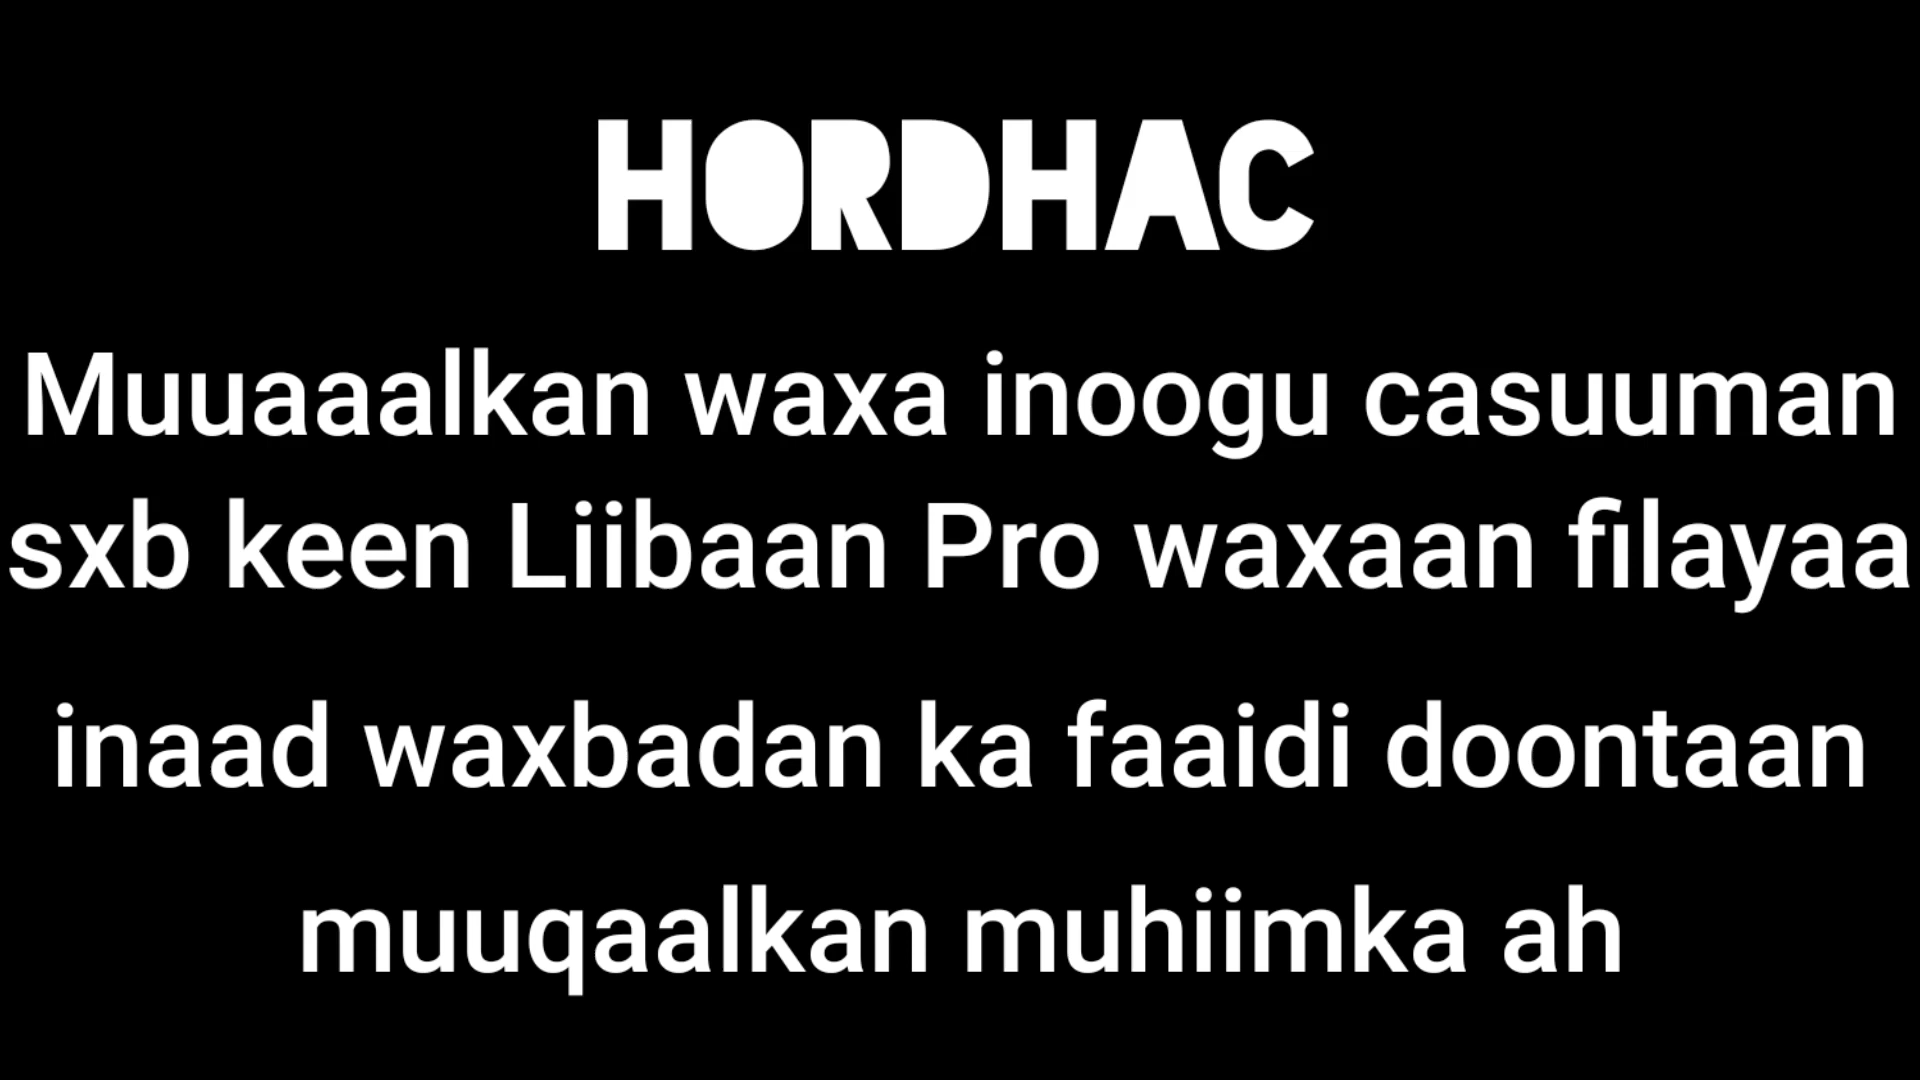 HORDHAC
Muuaaalkan waxa inoogu casuuman
sxb keen Liibaan Pro waxaan filayaa
inaad waxbadan ka faaidi doontaan
muuqaalkan muhiimka ah